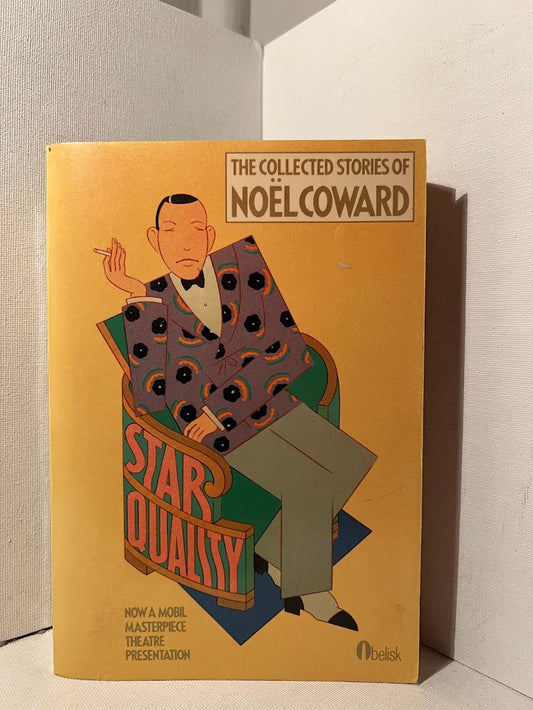 THE COLLECTED STORIES OF
NOËL COWARD
STAR
QUALITY
NOW A MOBIL
MASTERPIECE
THEATRE
PRESENTATION
Obelisk